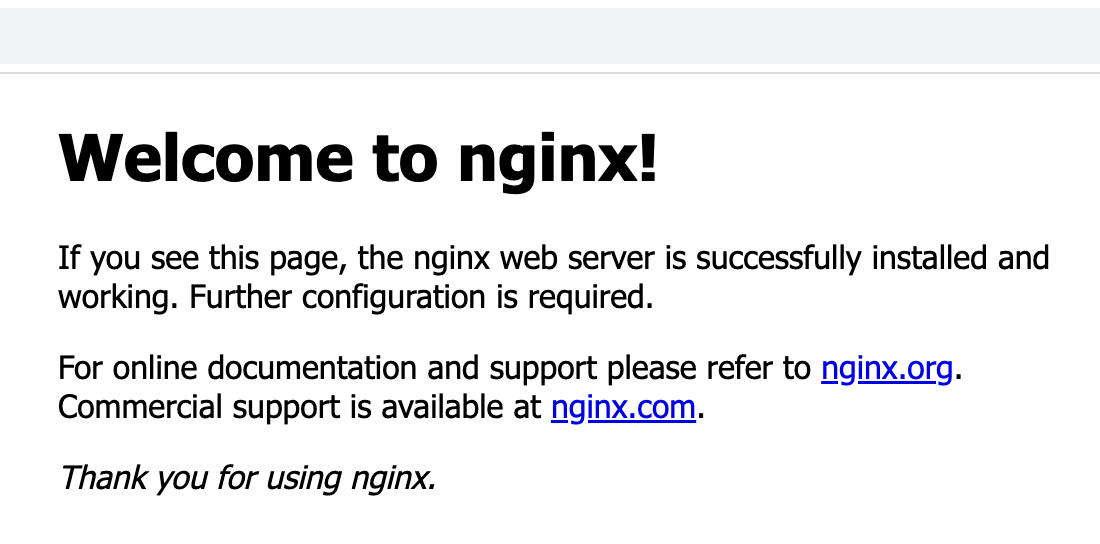 Welcome to nginx!
If you see this page, the nginx web server is successfully installed and
working. Further configuration is required.
For online documentation and support please refer to nginx.org.
Commercial support is available at nginx.com.
Thank you for using nginx.